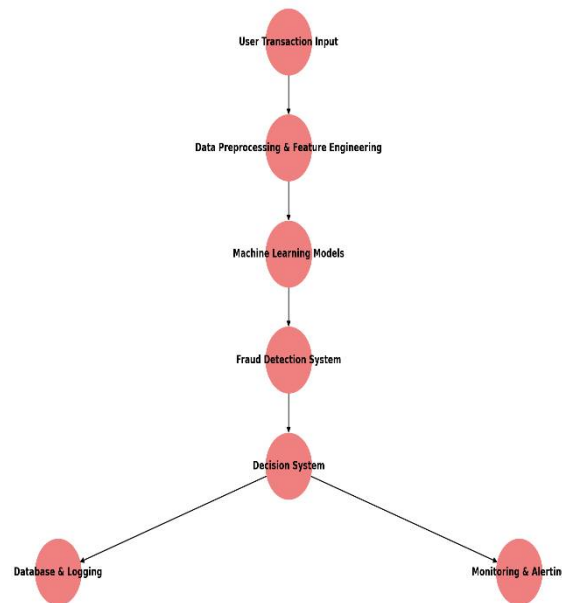 User Transaction Input
Data Preprocessing & Feature Engineering
Machine Learning Models
Fraud Detection System
Decision System
Database & Logging
Monitoring & Alertin